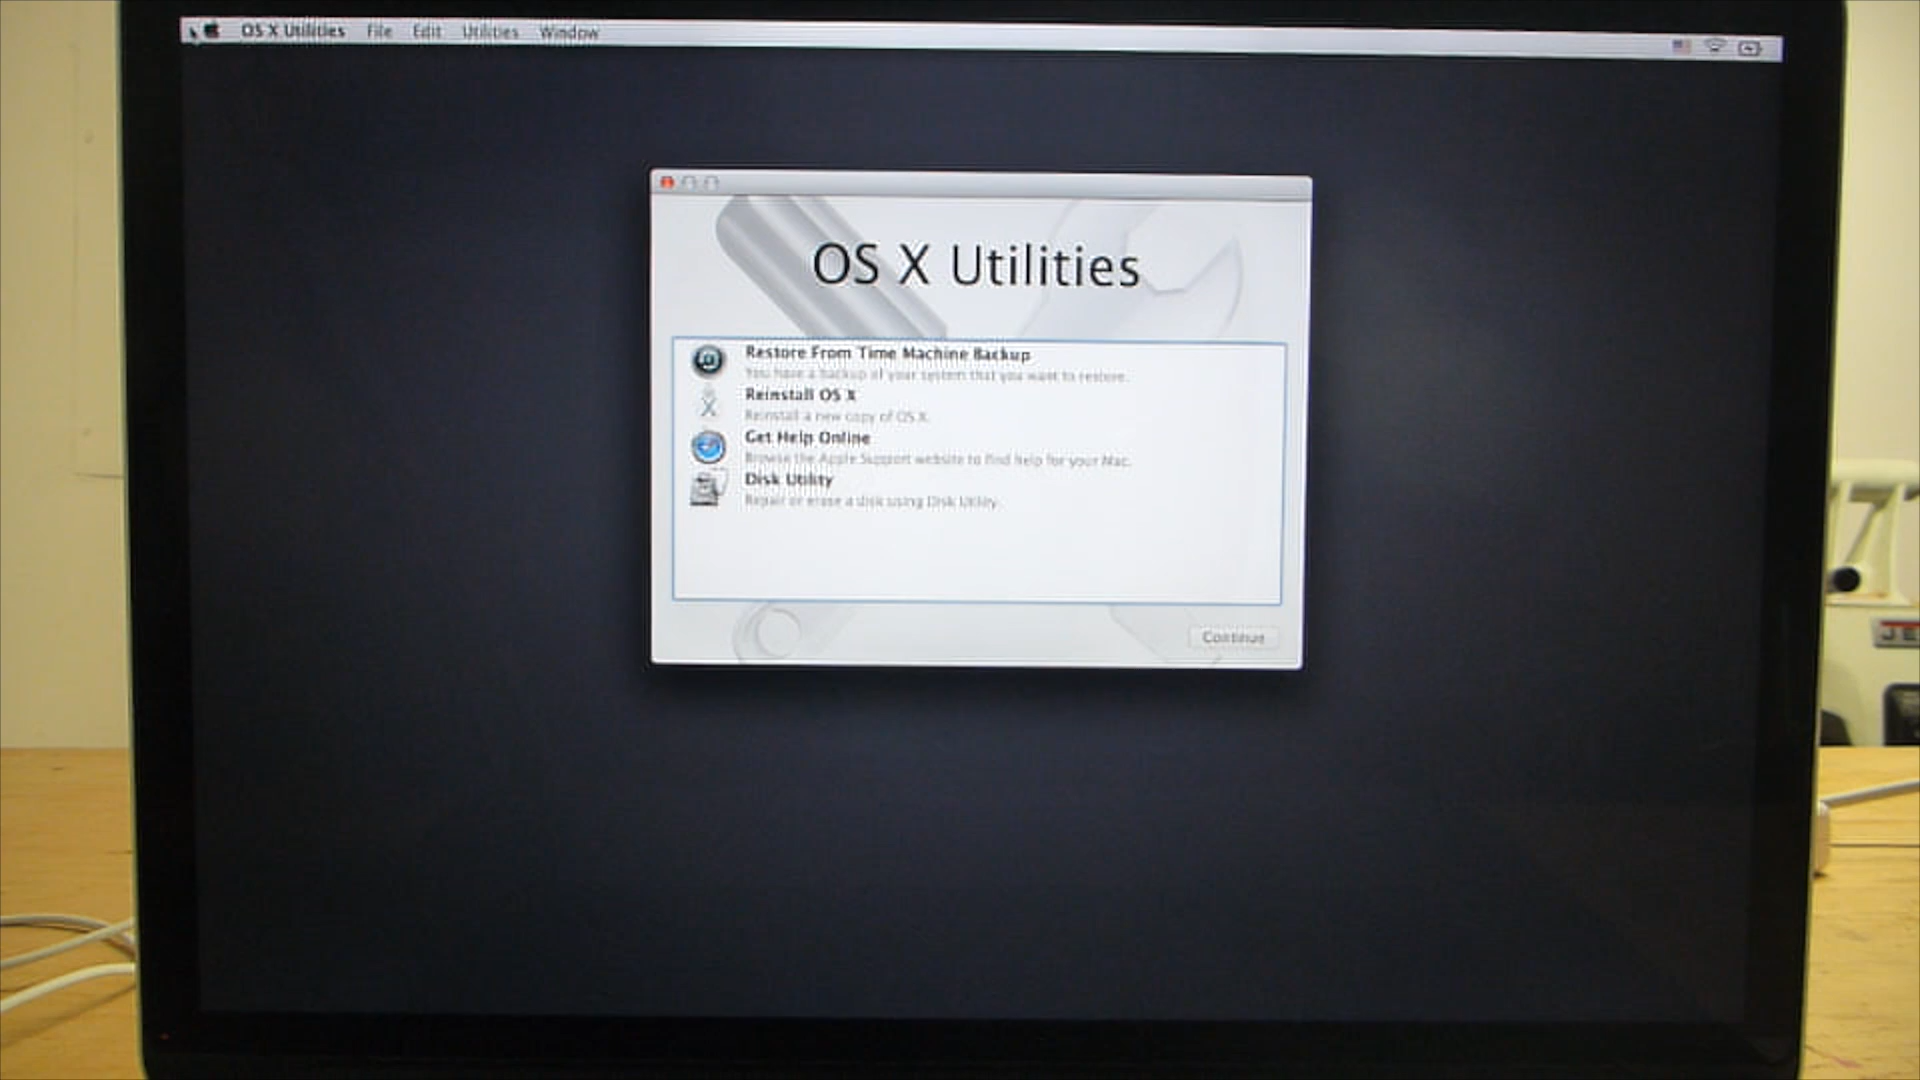 OS X Utilities File Edit Utilities Window
OS X Utilities
Restore From Time Machine Backup
You have a backup of your system that you want to restore.
Reinstall OS X
Reinstall a new copy of OS X.
Get Help Online
Browse the Apple Support website to find help for your Mac.
Disk Utility
Repair or erase a disk using Disk Utility.
Continue
JE